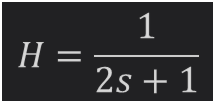 H = 1 / (2s + 1)